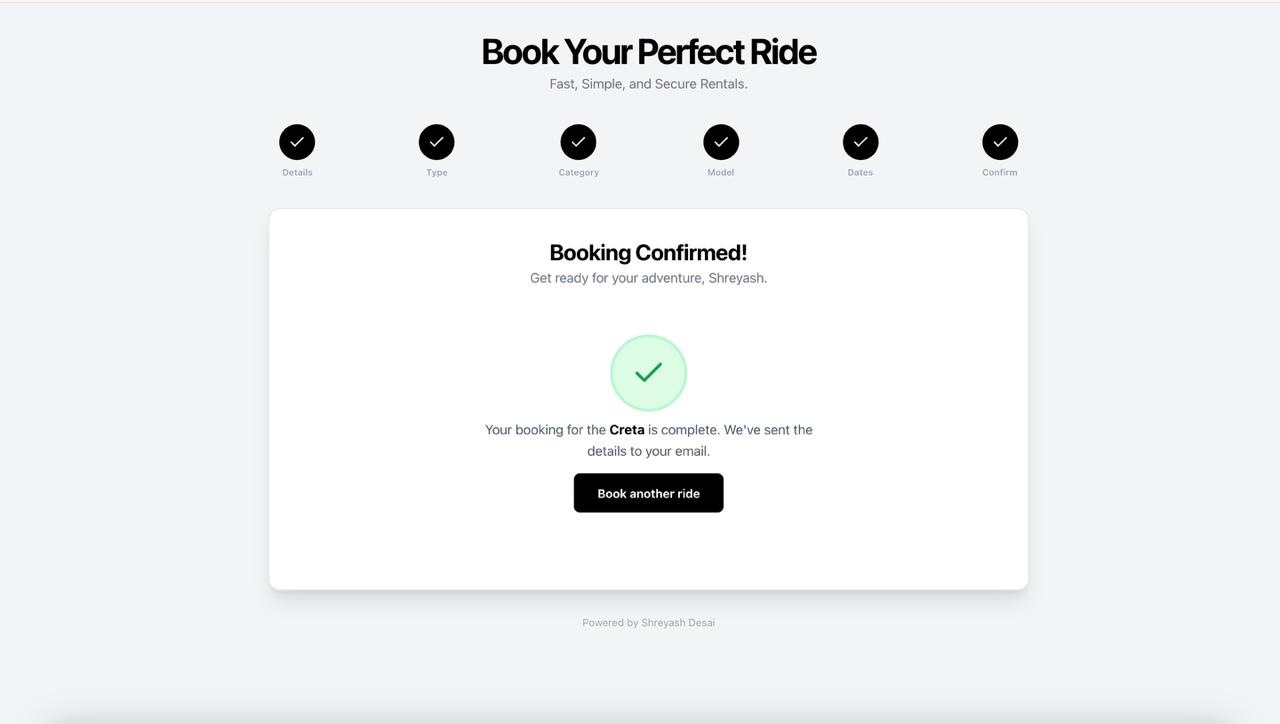 Book Your Perfect Ride
Fast, Simple, and Secure Rentals.
Details
Type
Category
Model
Dates
Confirm
Booking Confirmed!
Get ready for your adventure, Shreyash.
Your booking for the Creta is complete. We've sent the
details to your email.
Book another ride
Powered by Shreyash Desai